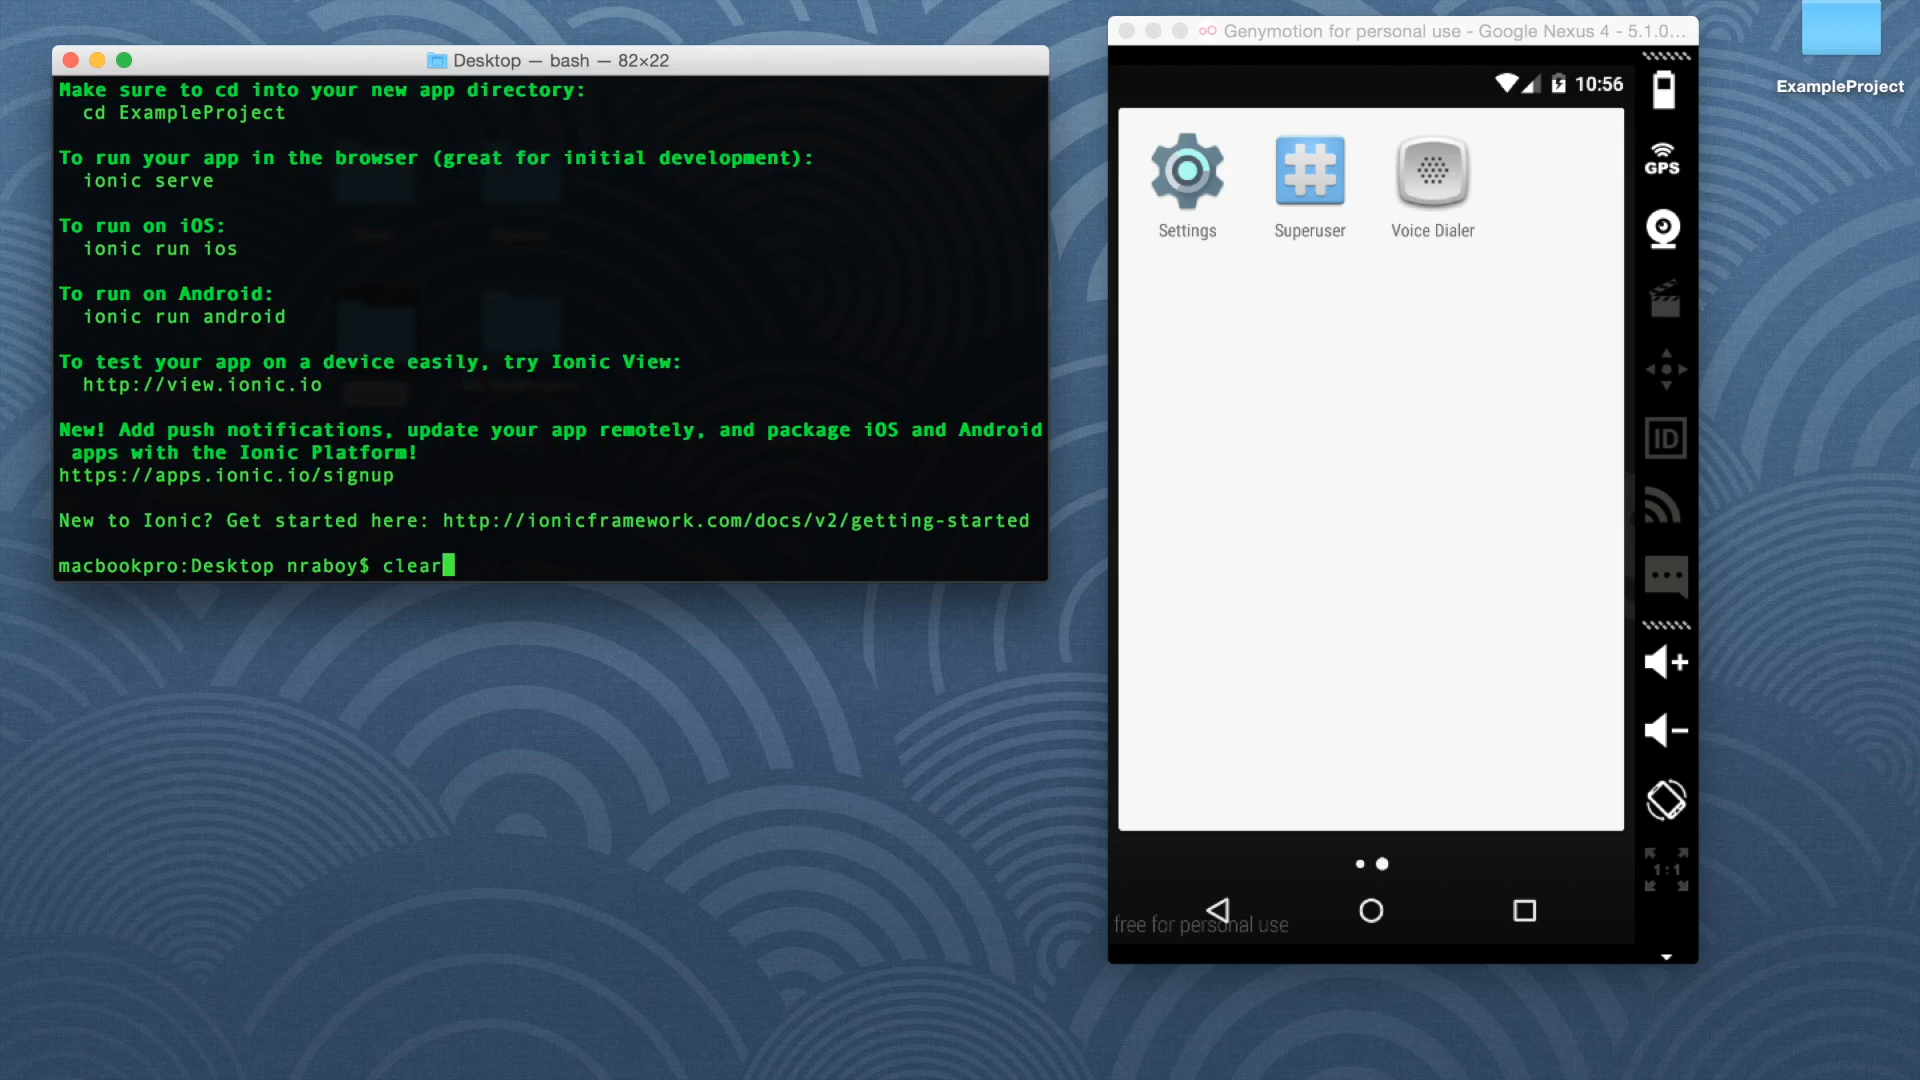 Desktop — bash — 82×22
Make sure to cd into your new app directory:
cd ExampleProject
To run your app in the browser (great for initial development):
ionic serve
To run on iOS:
ionic run ios
To run on Android:
ionic run android
To test your app on a device easily, try Ionic View:
http://view.ionic.io
New! Add push notifications, update your app remotely, and package iOS and Android
apps with the Ionic Platform!
https://apps.ionic.io/signup
New to Ionic? Get started here: http://ionicframework.com/docs/v2/getting-started
macbookpro:Desktop nraboy$ clear
Genymotion for personal use - Google Nexus 4 - 5.1.0...
10:56
Settings
Superuser
Voice Dialer
GPS
ID
1:1
free for personal use
ExampleProject